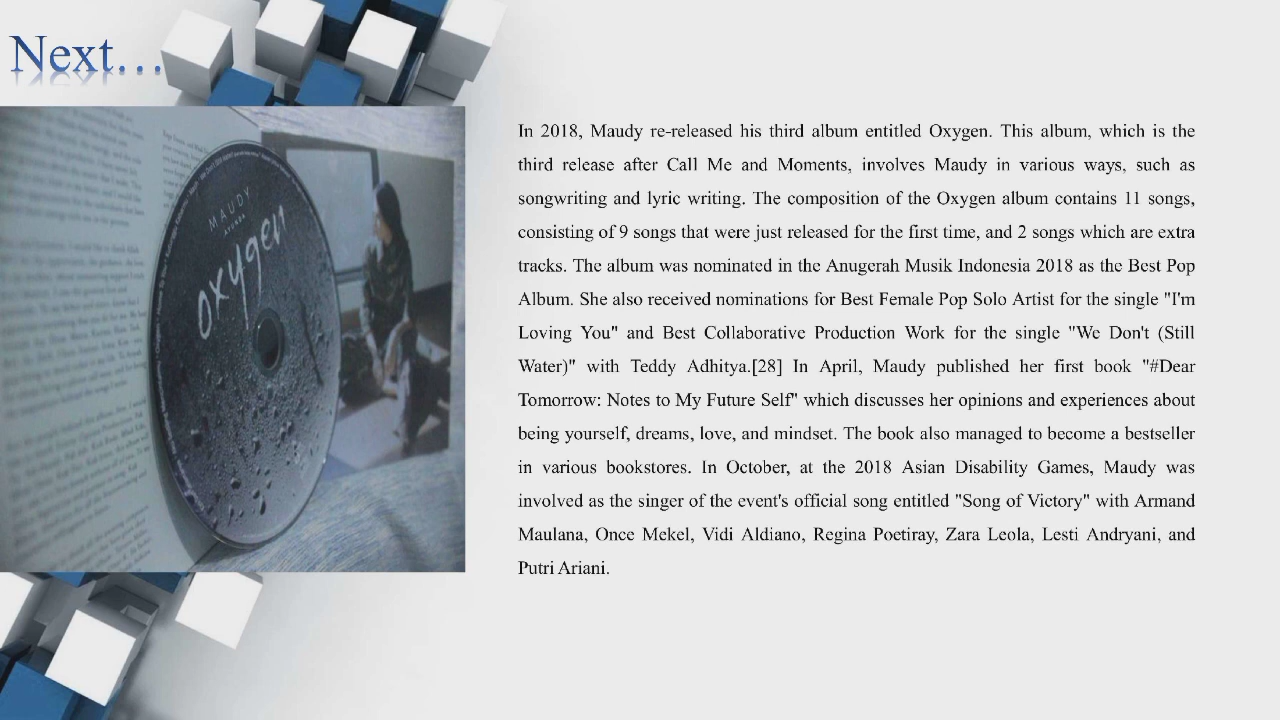 Next…
MAUDY
AYUNDA
oxygen
In 2018, Maudy re-released his third album entitled Oxygen. This album, which is the
third release after Call Me and Moments, involves Maudy in various ways, such as
songwriting and lyric writing. The composition of the Oxygen album contains 11 songs,
consisting of 9 songs that were just released for the first time, and 2 songs which are extra
tracks. The album was nominated in the Anugerah Musik Indonesia 2018 as the Best Pop
Album. She also received nominations for Best Female Pop Solo Artist for the single "I'm
Loving You" and Best Collaborative Production Work for the single "We Don't (Still
Water)" with Teddy Adhitya.[28] In April, Maudy published her first book "#Dear
Tomorrow: Notes to My Future Self" which discusses her opinions and experiences about
being yourself, dreams, love, and mindset. The book also managed to become a bestseller
in various bookstores. In October, at the 2018 Asian Disability Games, Maudy was
involved as the singer of the event's official song entitled "Song of Victory" with Armand
Maulana, Once Mekel, Vidi Aldiano, Regina Poetiray, Zara Leola, Lesti Andryani, and
Putri Ariani.